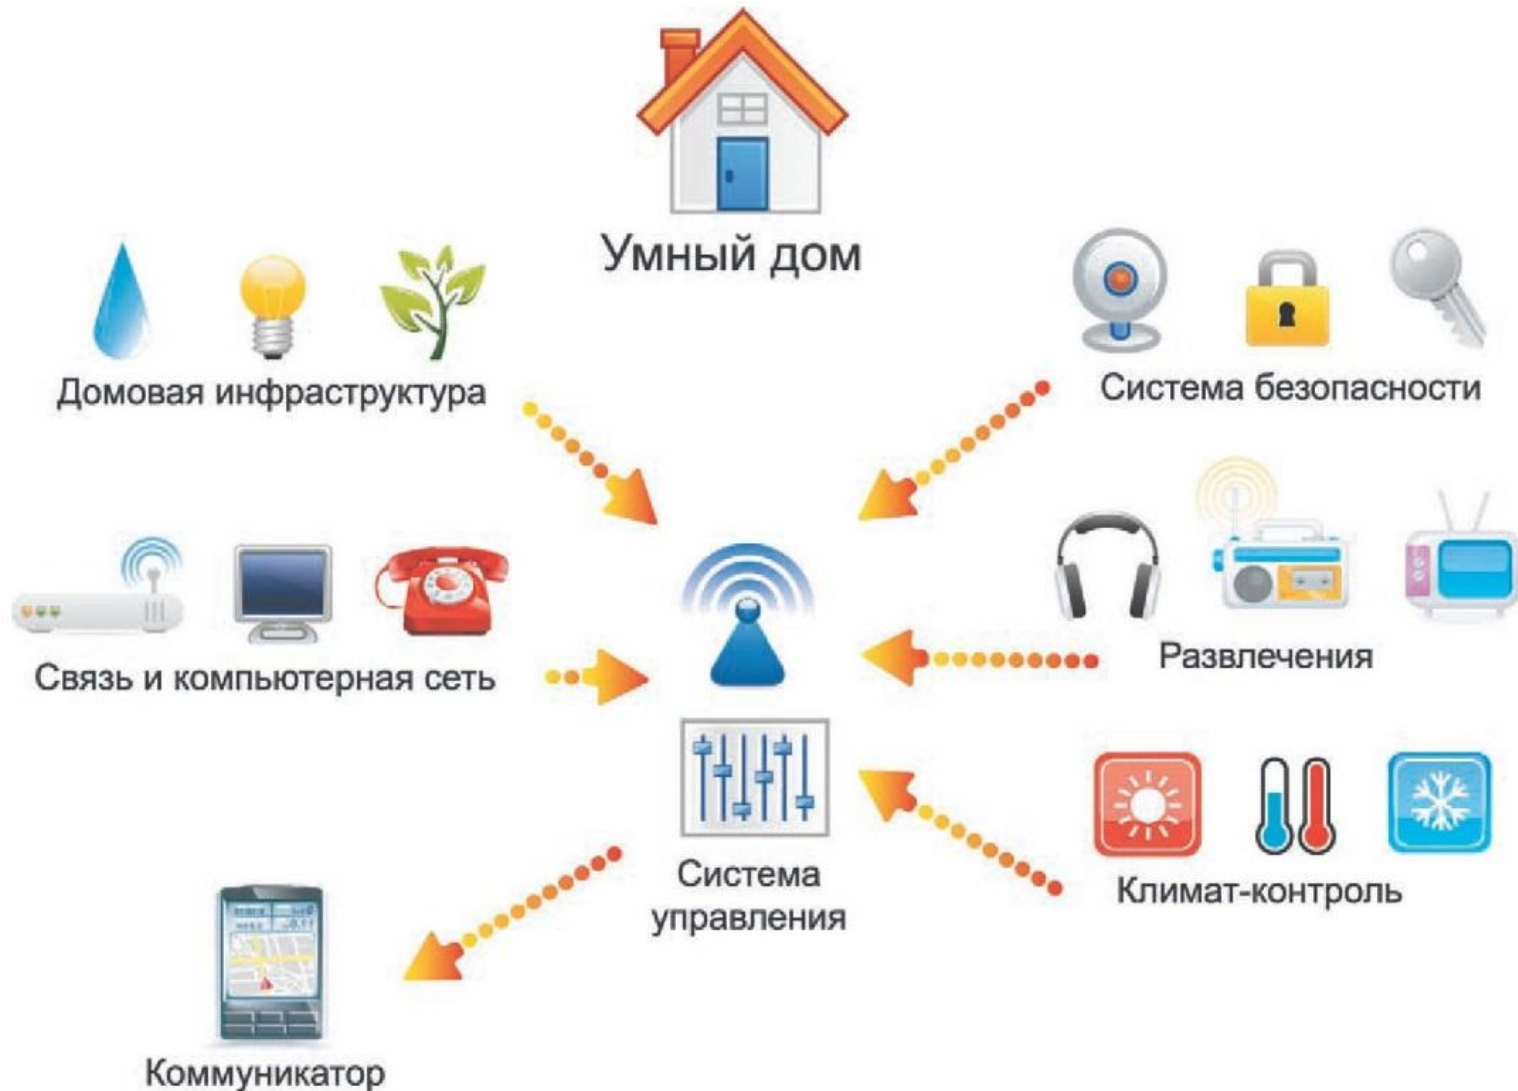 Умный дом
Домовая инфраструктура
Система безопасности
Связь и компьютерная сеть
Развлечения
Система
управления
Климат-контроль
Коммуникатор